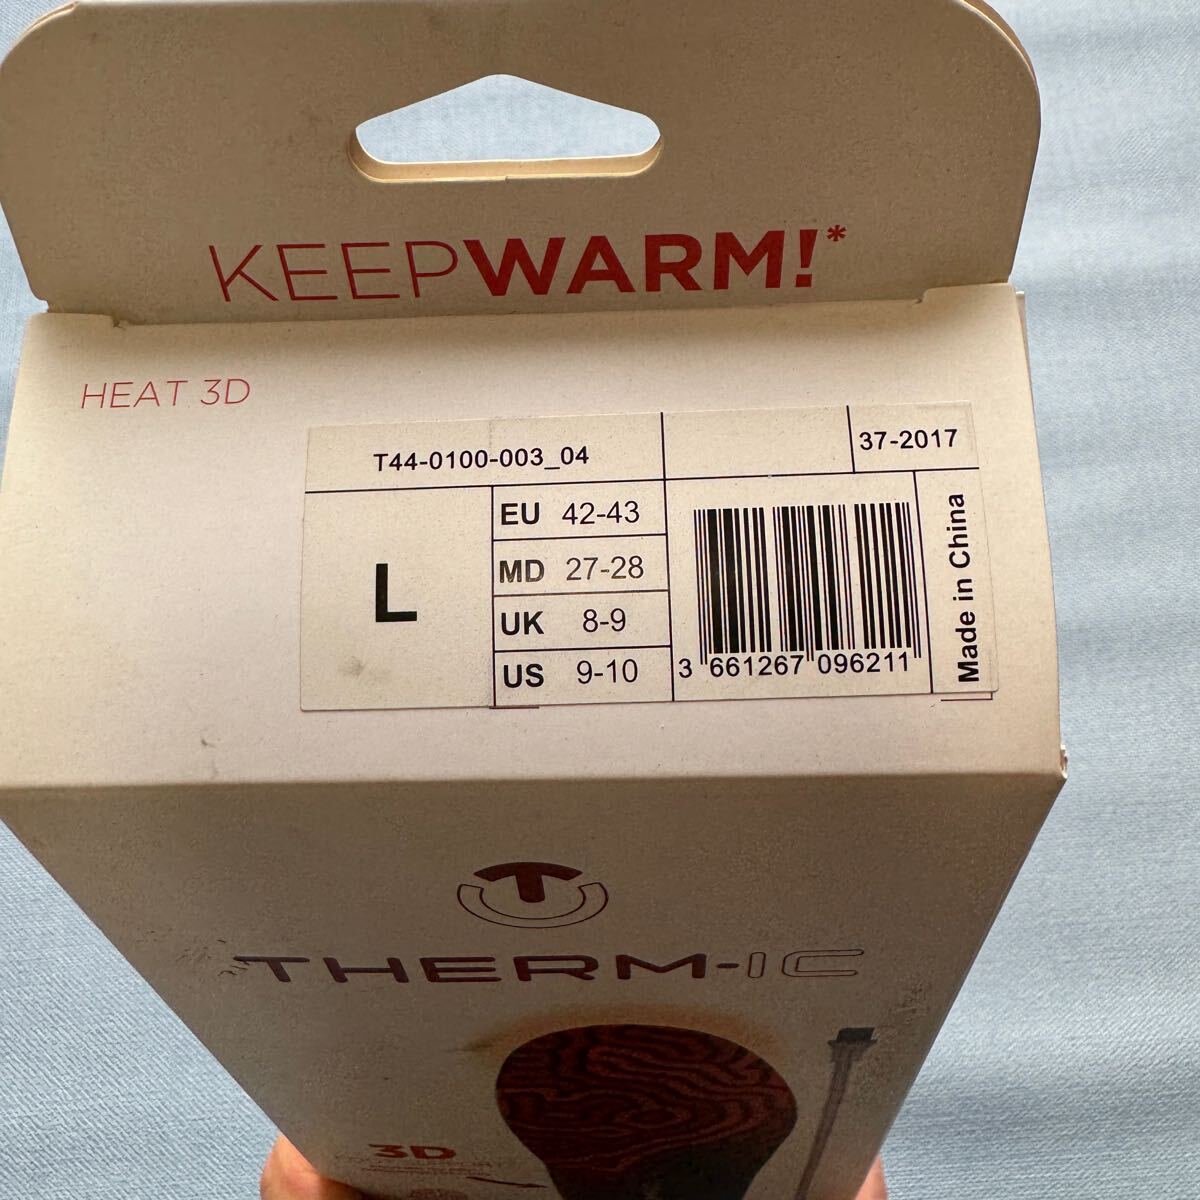 KEEPWARM!*
HEAT 3D
T44-0100-003_04
37-2017
L
EU 42-43
MD 27-28
UK 8-9
US 9-10
3 661267 096211
Made in China
THERM-IC
3D